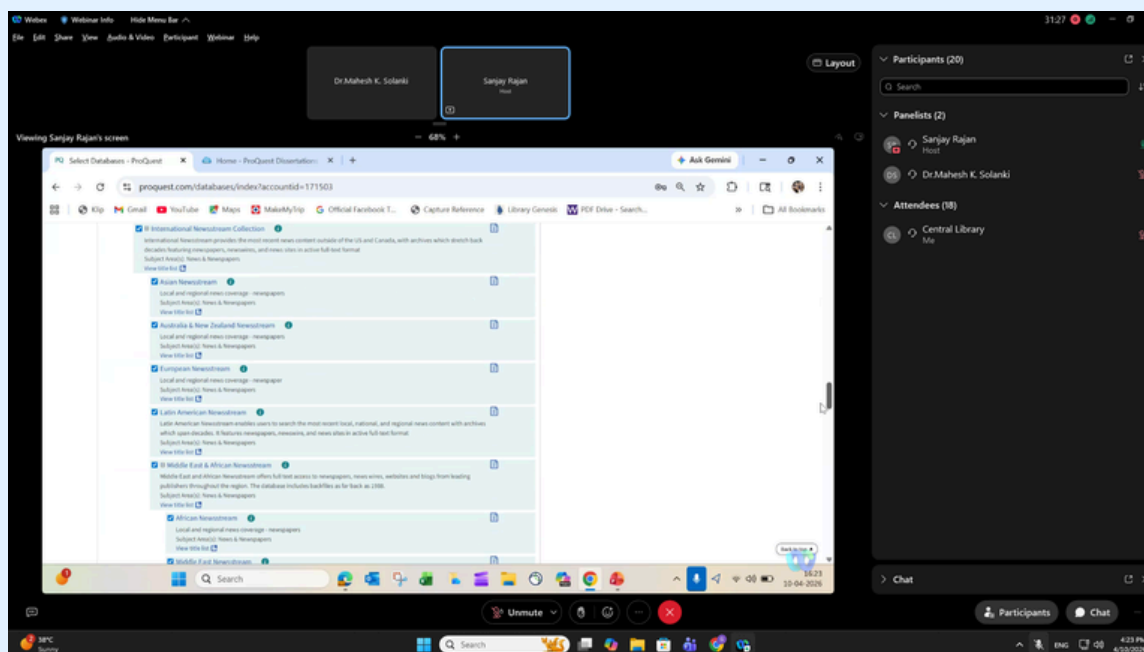 Webex Webinar Info Hide Menu Bar 31:27
File Edit Share View Audio & Video Participant Webinar Help
Dr.Mahesh K. Solanki
Sanjay Rajan
Host
Layout
Viewing Sanjay Rajan's screen
68%
Select Databases - ProQuest Home - ProQuest Dissertation Ask Gemini
proquest.com/databases/index?accountid=171503
Klip Gmail YouTube Maps MakeMyTrip Official Facebook T... Capture Reference Library Genesis PDF Drive - Search... All Bookmarks
International Newsstream Collection
International Newsstream provides the most recent news content outside of the US and Canada, with archives which stretch back
decades featuring newspapers, newswires, and news sites in active full text format
Subject Area(s): News & Newspapers
View title list
Asian Newsstream
Local and regional news coverage - newspapers
Subject Area(s): News & Newspapers
View title list
Australia & New Zealand Newsstream
Local and regional news coverage - newspapers
Subject Area(s): News & Newspapers
View title list
European Newsstream
Local and regional news coverage - newspaper
Subject Area(s): News & Newspapers
View title list
Latin American Newsstream
Latin American Newsstream enables users to search the most recent local, national, and regional news content with archives
which span decades. It features newspapers, newswire, and news sites in active full text format
Subject Area(s): News & Newspapers
View title list
Middle East & African Newsstream
Middle East and African Newsstream offers full text access to newspapers, news wires, websites and blogs from leading
publishers throughout the region. The database includes backfiles as far back as
Subject Area(s): News & Newspapers
View title list
African Newsstream
Local and regional news coverage - newspapers
Subject Area(s): News & Newspapers
View title list
Middle East Newsstream
Back to top
Search
16:23
10-04-2026
Participants (20)
Search
Panelists (2)
Sanjay Rajan
Host
DS Dr.Mahesh K. Solanki
Attendees (18)
CL Central Library
Me
Chat
Unmute
Participants Chat
38°C
Sunny
Search
ENG
4:23 PM